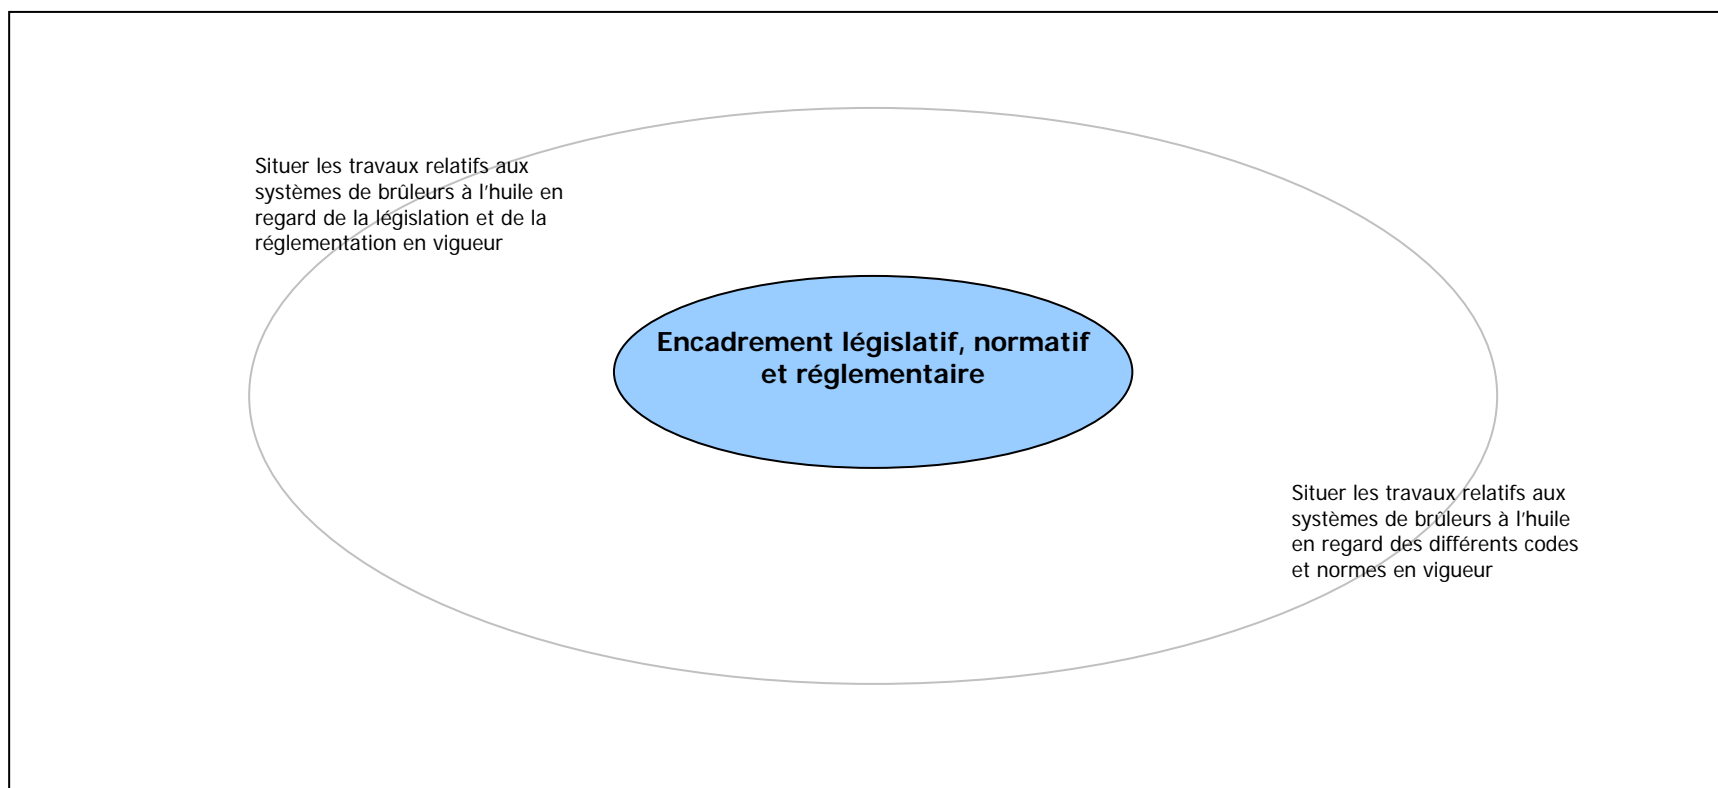 Situer les travaux relatifs aux
systèmes de brûleurs à l'huile en
regard de la législation et de la
réglementation en vigueur
Encadrement législatif, normatif
et réglementaire
Situer les travaux relatifs aux
systèmes de brûleurs à l'huile
en regard des différents codes
et normes en vigueur